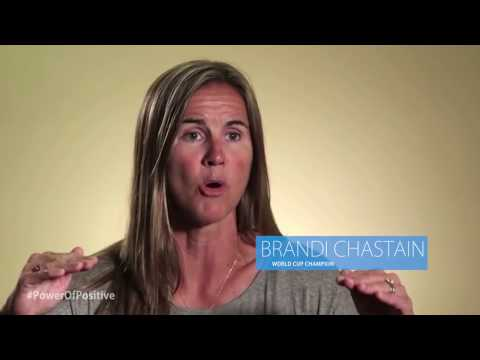 BRANDI CHASTAIN
WORLD CUP CHAMPION
#PowerOfPositive